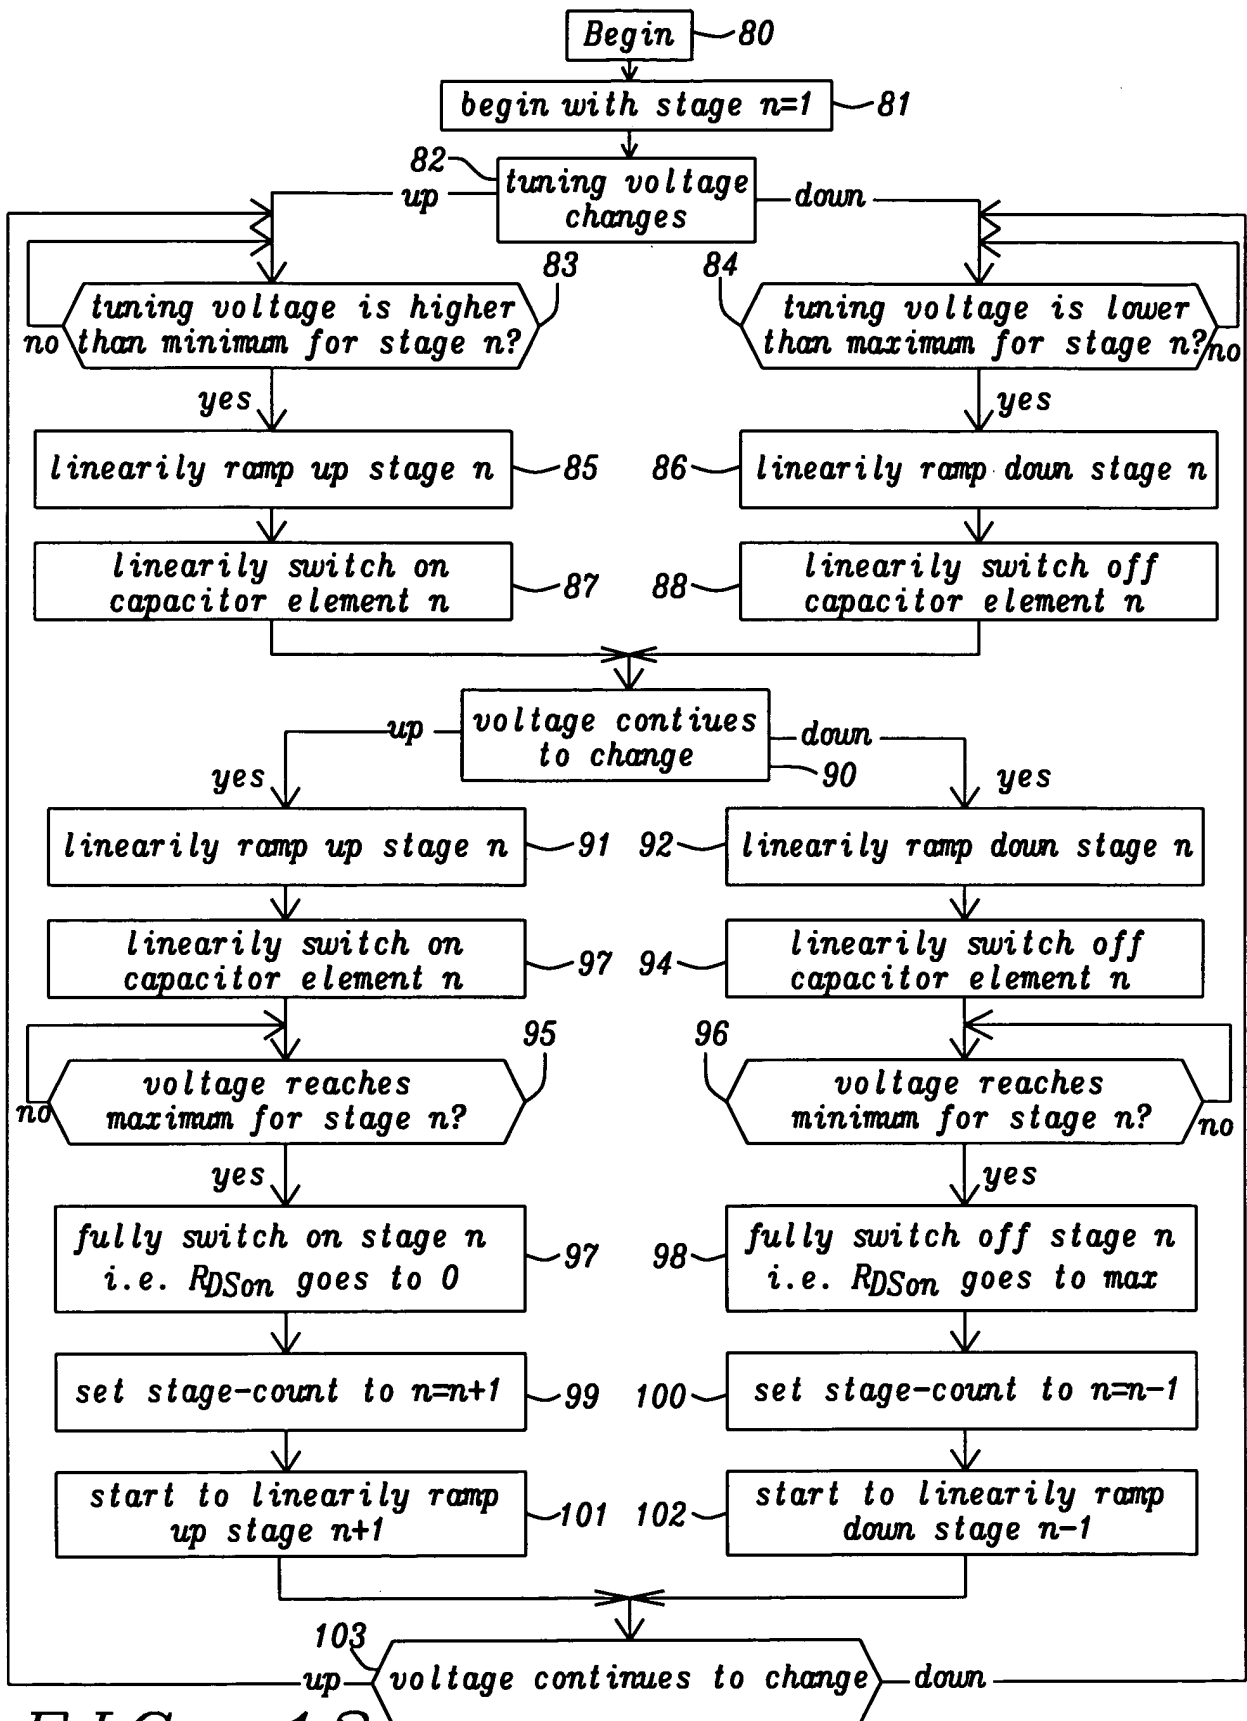 Begin
80
begin with stage n=1
81
82
up
tuning voltage
changes
down
83
84
tuning voltage is higher
than minimum for stage n?
no
tuning voltage is lower
than maximum for stage n?
no
yes
yes
linearily ramp up stage n
85
86
linearily ramp down stage n
linearily switch on
capacitor element n
87
88
linearily switch off
capacitor element n
up
voltage contiues
to change
down
90
yes
yes
linearily ramp up stage n
91
92
linearily ramp down stage n
linearily switch on
capacitor element n
97
94
linearily switch off
capacitor element n
95
96
voltage reaches
maximum for stage n?
no
voltage reaches
minimum for stage n?
no
yes
yes
fully switch on stage n
i.e. RDSon goes to 0
97
98
fully switch off stage n
i.e. RDSon goes to max
set stage-count to n=n+1
99
100
set stage-count to n=n-1
start to linearily ramp
up stage n+1
101
102
start to linearily ramp
down stage n-1
103
up
voltage continues to change
down